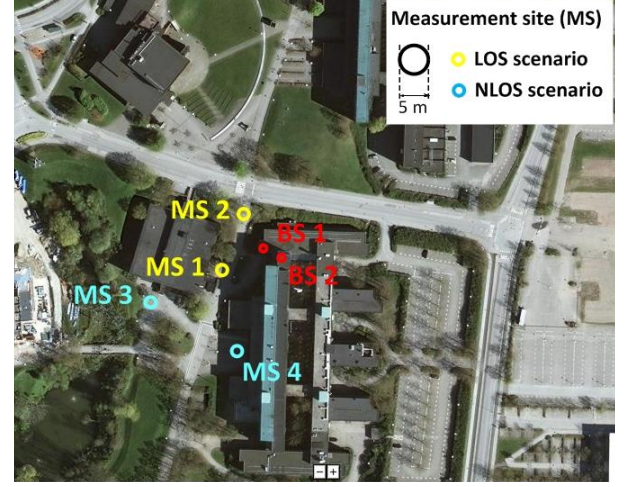 Measurement site (MS)
LOS scenario
NLOS scenario
5 m
MS 2
BS 1
MS 1
BS 2
MS 3
MS 4